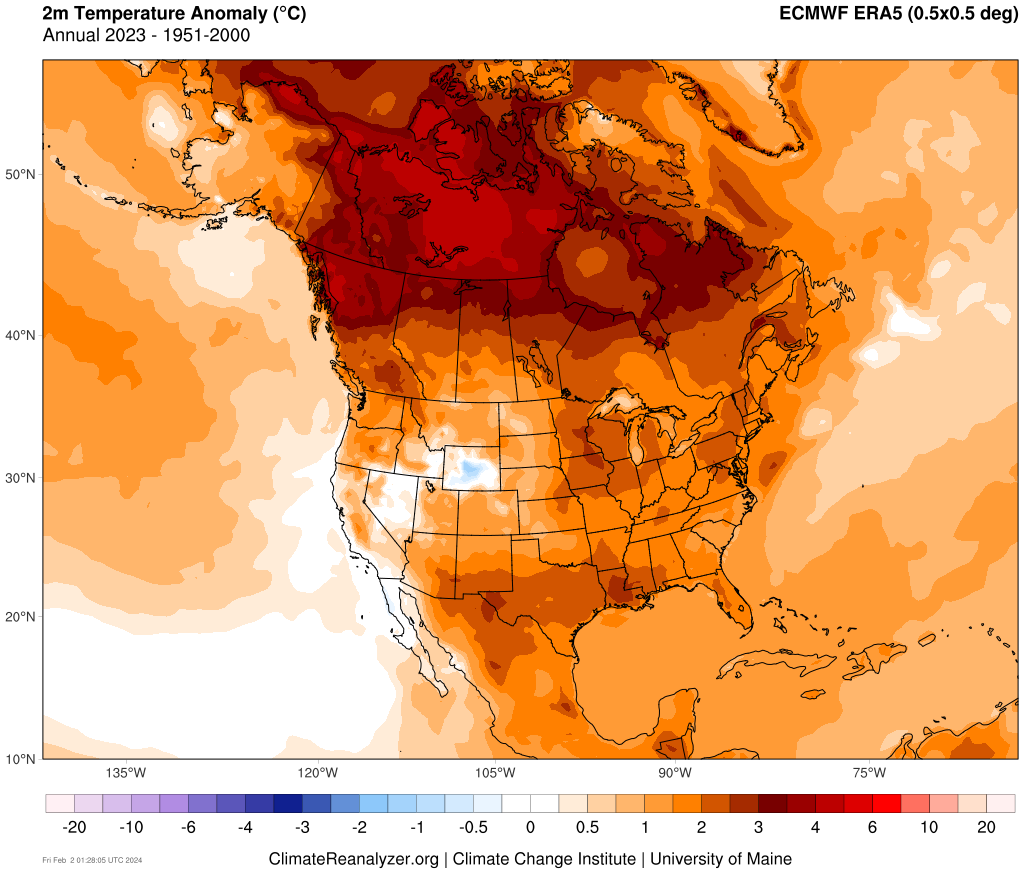 2m Temperature Anomaly (°C)
ECMWF ERA5 (0.5x0.5 deg)
Annual 2023 - 1951-2000
50°N
40°N
30°N
20°N
10°N
135°W 120°W 105°W 90°W 75°W
-20 -10 -6 -4 -3 -2 -1 -0.5 0 0.5 1 2 3 4 6 10 20
Fri Feb 2 01:28:05 UTC 2024
ClimateReanalyzer.org | Climate Change Institute | University of Maine